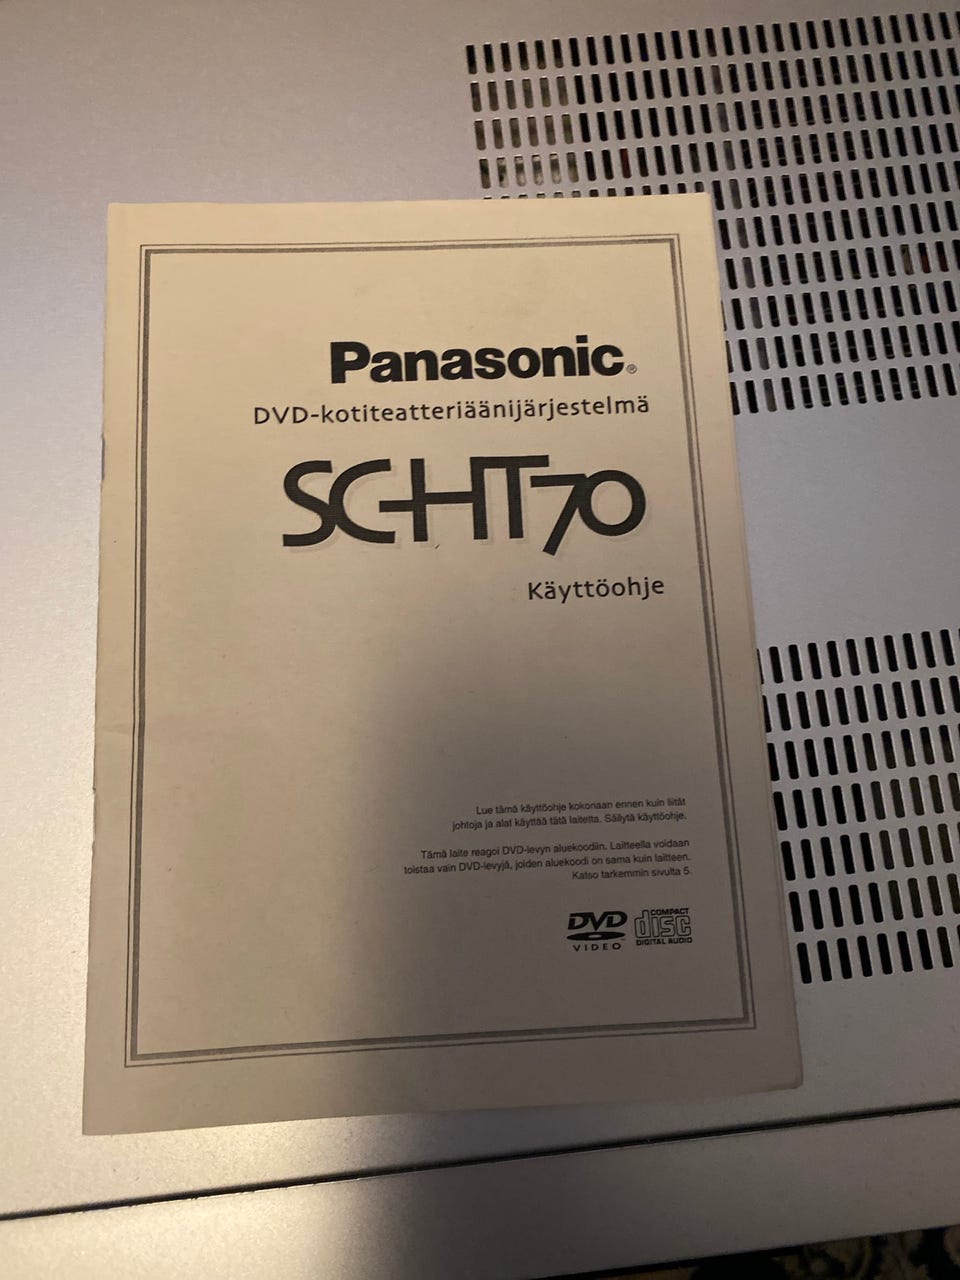 Panasonic®
DVD-kotiteatteriäänijärjestelmä
SC-HT70
Käyttöohje
Lue tämä käyttöohje kokonaan ennen kuin liität
johtoja ja alat käyttää tätä laitetta. Säilytä käyttöohje.
Tämä laite reagoi DVD-levyn aluekoodiin. Laitteella voidaan
toistaa vain DVD-levyjä, joiden aluekoodi on sama kuin laitteen.
Katso tarkemmin sivulta 5.
DVD
VIDEO
COMPACT
disc
DIGITAL AUDIO